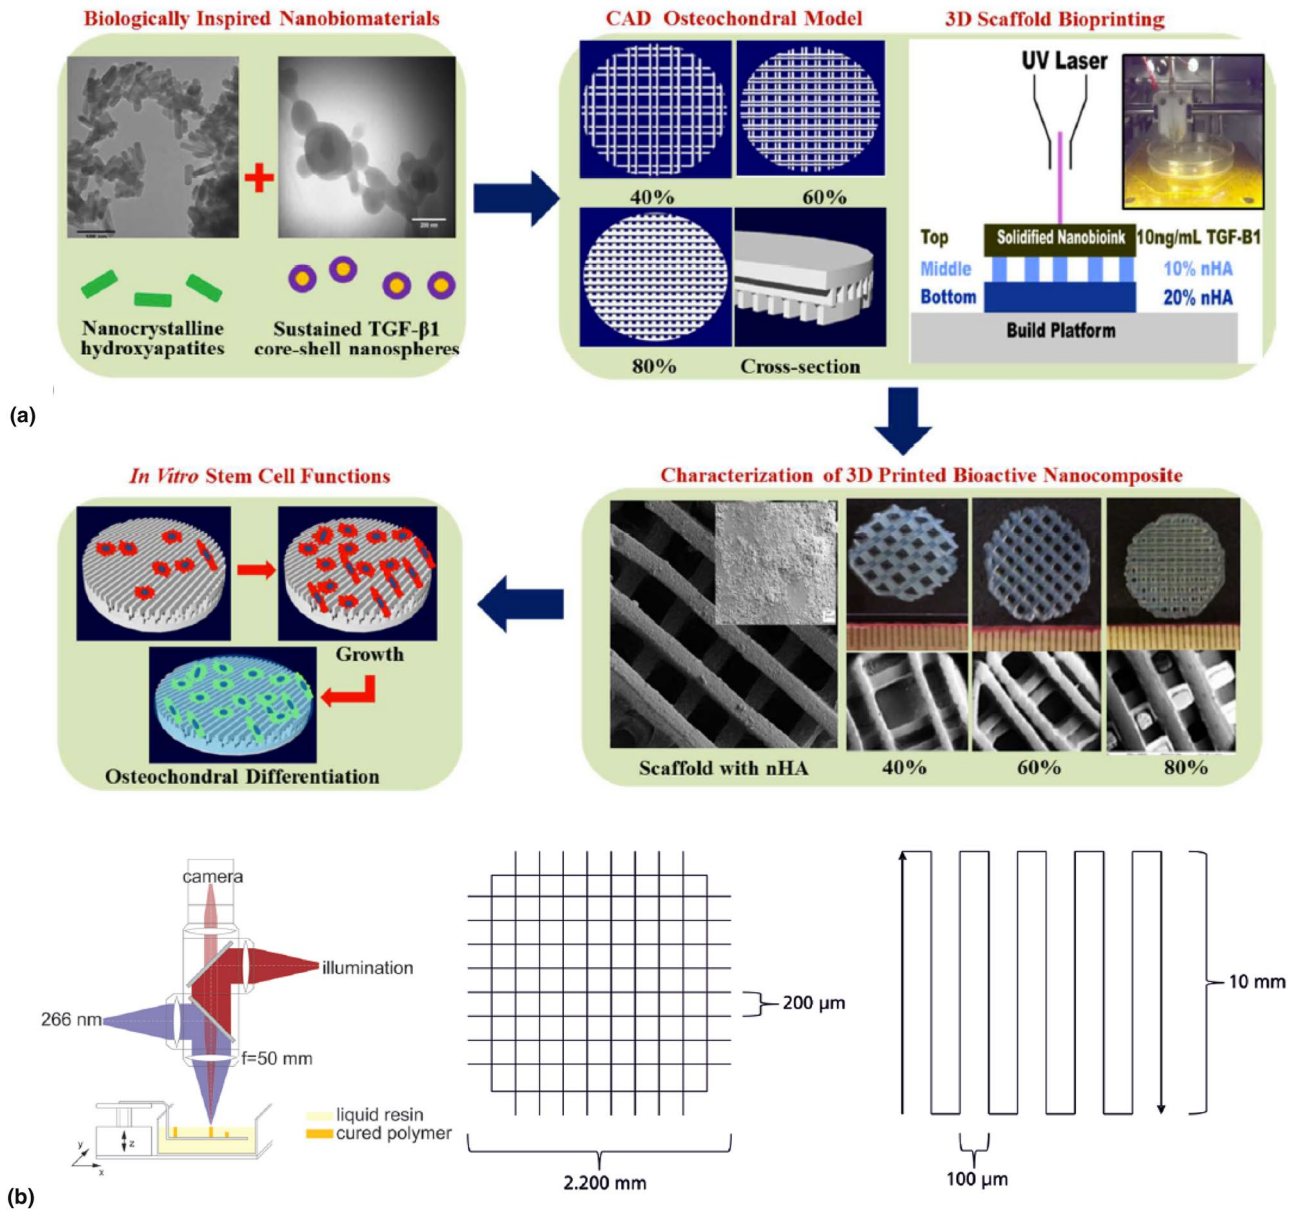 Biologically Inspired Nanobiomaterials
CAD Osteochondral Model
3D Scaffold Bioprinting
200 nm
+
Nanocrystalline
hydroxyapatites
Sustained TGF-β1
core-shell nanospheres
40%
60%
80%
Cross-section
UV Laser
Top
Solidified Nanobioink
10ng/mL TGF-B1
Middle
10% nHA
Bottom
20% nHA
Build Platform
(a)
In Vitro Stem Cell Functions
Growth
Osteochondral Differentiation
Characterization of 3D Printed Bioactive Nanocomposite
Scaffold with nHA
40%
60%
80%
camera
illumination
266 nm
f=50 mm
liquid resin
cured polymer
z
y
x
200 µm
2.200 mm
10 mm
100 µm
(b)